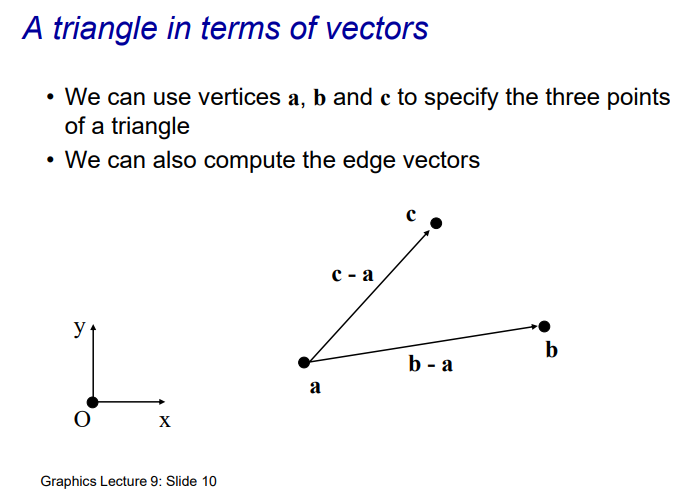 A triangle in terms of vectors
• We can use vertices a, b and c to specify the three points
of a triangle
• We can also compute the edge vectors
c
c - a
y
b
b - a
a
O
x
Graphics Lecture 9: Slide 10